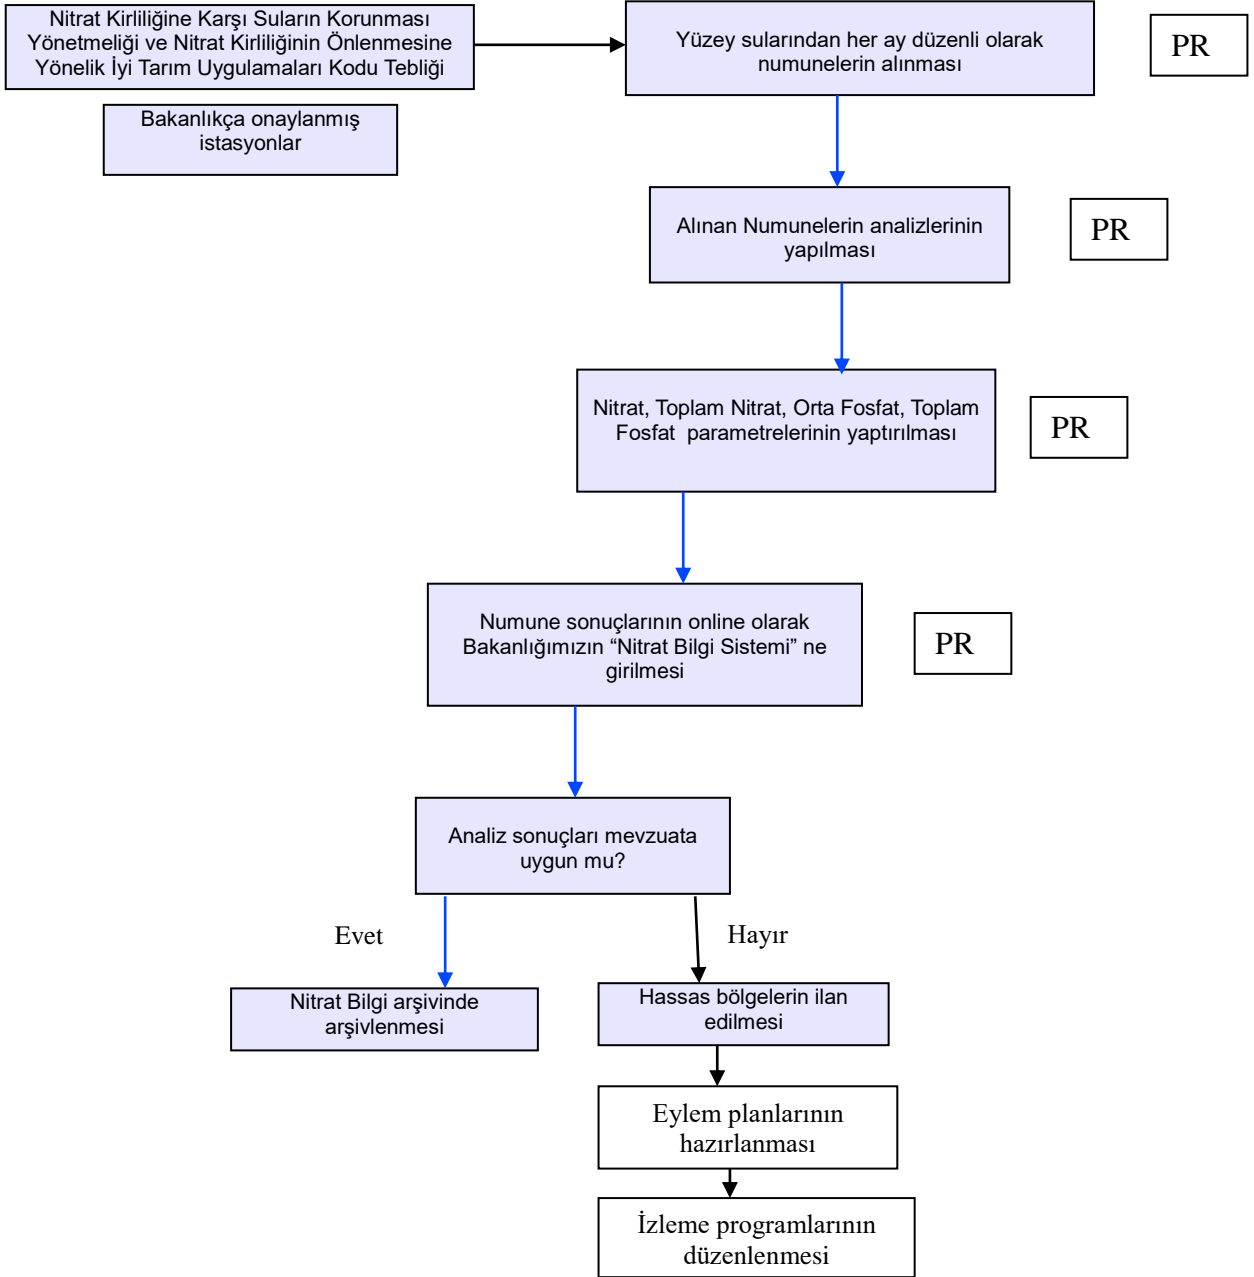 Nitrat Kirliliğine Karşı Suların Korunması
Yönetmeliği ve Nitrat Kirliliğinin Önlenmesine
Yönelik İyi Tarım Uygulamaları Kodu Tebliği
Yüzey sularından her ay düzenli olarak
numunelerin alınması
PR
Bakanlıkça onaylanmış
istasyonlar
Alınan Numunelerin analizlerinin
yapılması
PR
Nitrat, Toplam Nitrat, Orta Fosfat, Toplam
Fosfat parametrelerinin yaptırılması
PR
Numune sonuçlarının online olarak
Bakanlığımızın “Nitrat Bilgi Sistemi” ne
girilmesi
PR
Analiz sonuçları mevzuata
uygun mu?
Evet
Hayır
Nitrat Bilgi arşivinde
arşivlenmesi
Hassas bölgelerin ilan
edilmesi
Eylem planlarının
hazırlanması
İzleme programlarının
düzenlenmesi